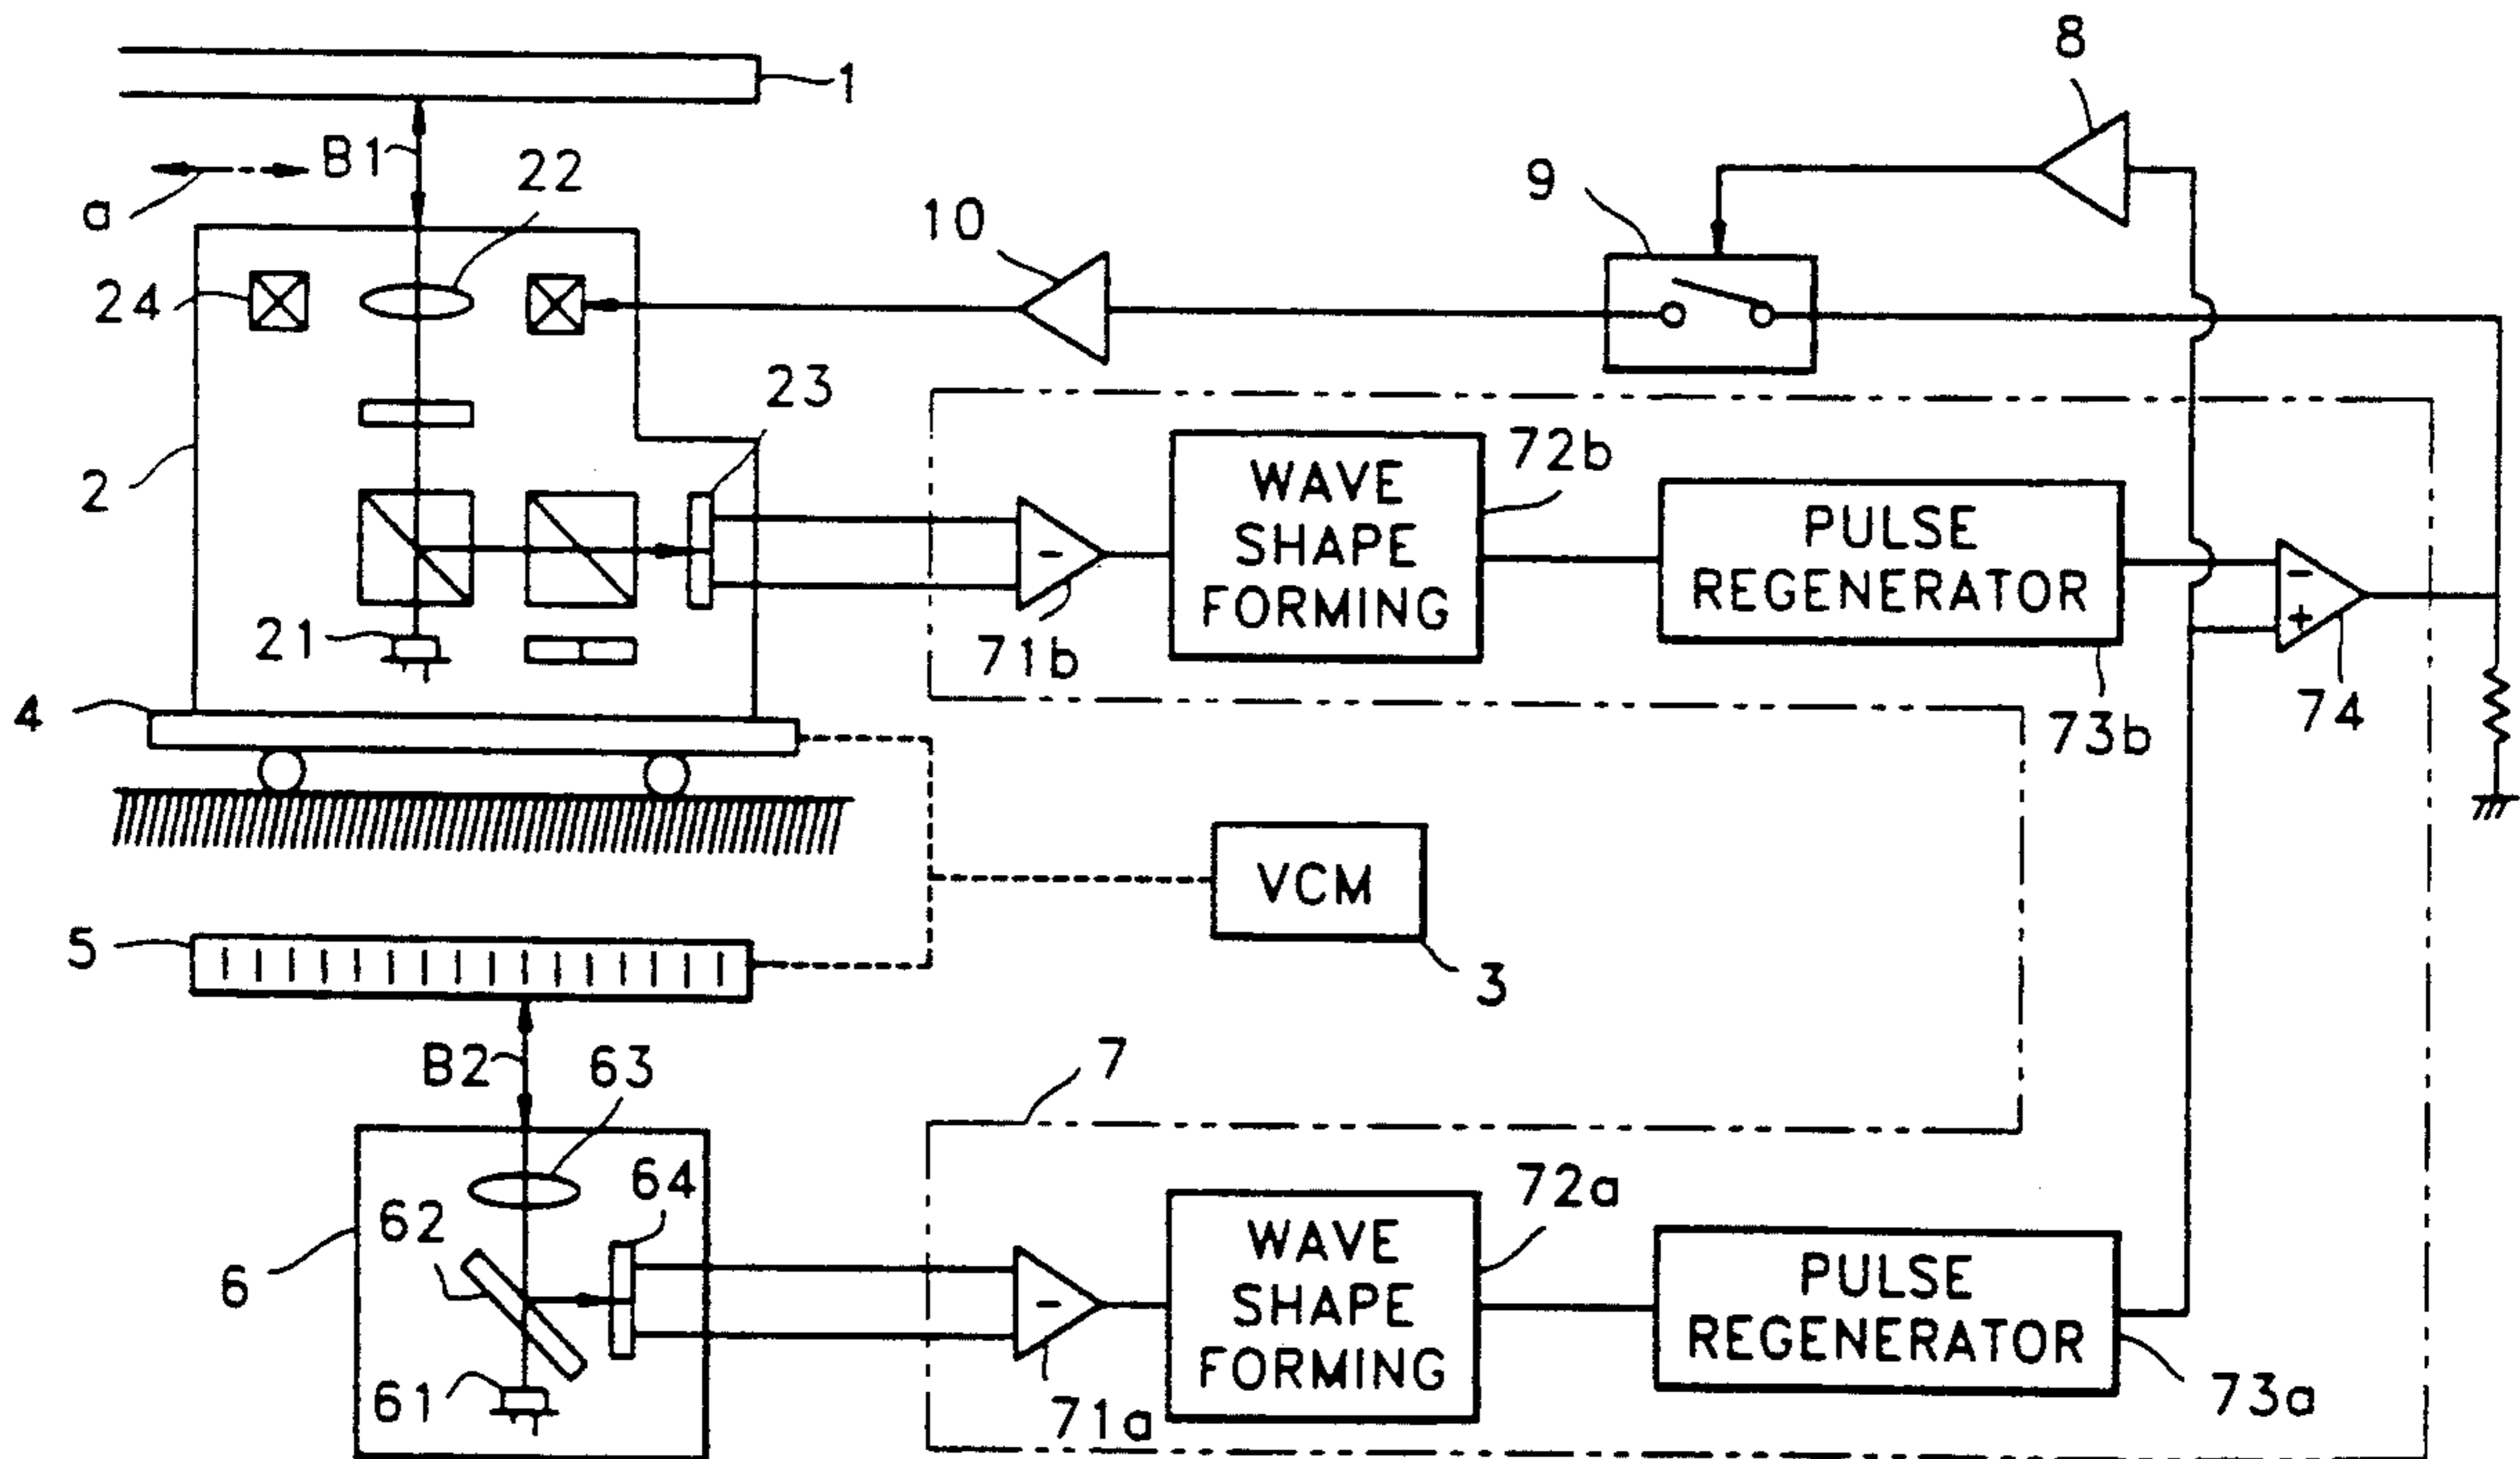 8
1
B1
22
9
a
10
24
23
72b
WAVE
SHAPE
FORMING
PULSE
REGENERATOR
2
-
-
+
21
71b
4
73b
74
VCM
5
3
B2
63
7
64
72a
62
WAVE
SHAPE
FORMING
PULSE
REGENERATOR
6
-
61
71a
73a